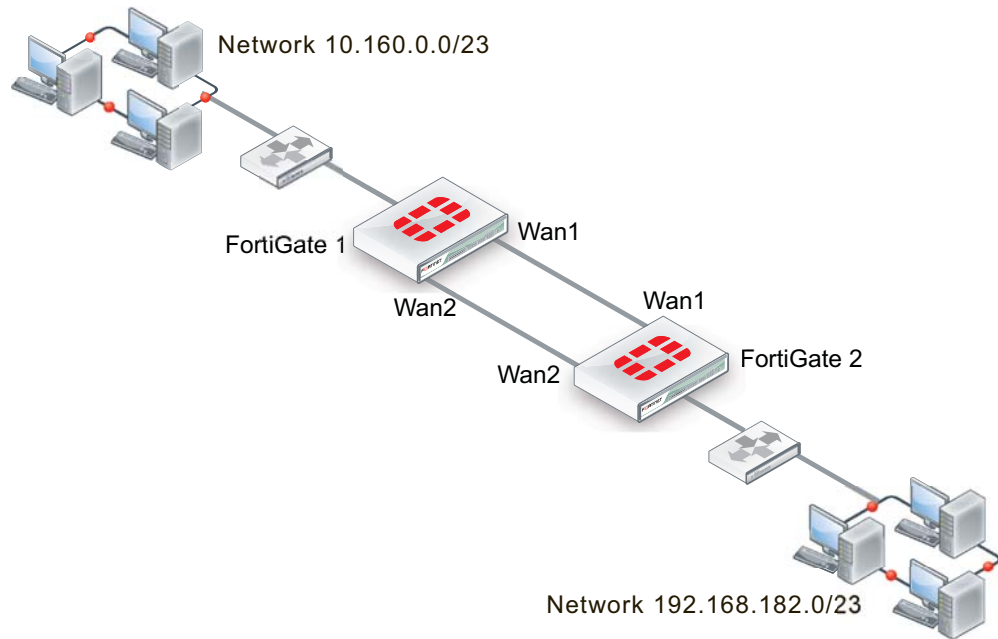 Network 10.160.0.0/23
FortiGate 1
Wan1
Wan2
Wan1
Wan2
FortiGate 2
Network 192.168.182.0/23